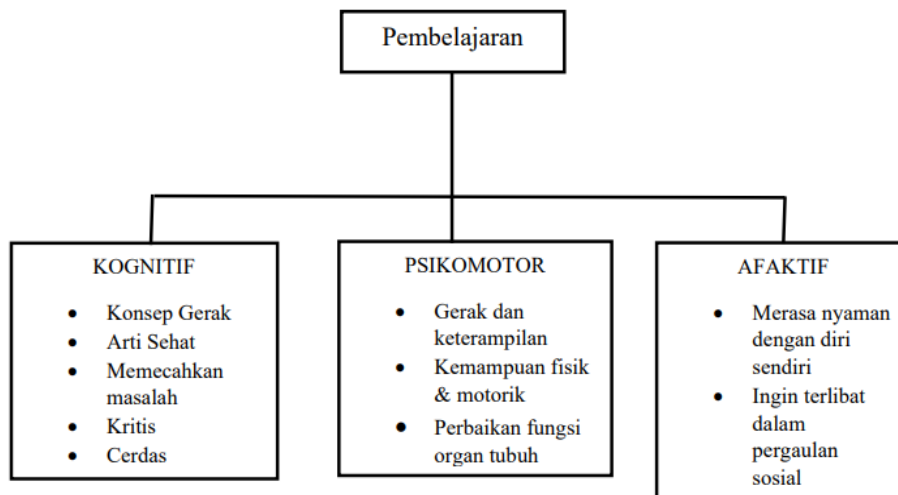 Pembelajaran
KOGNITIF
• Konsep Gerak
• Arti Sehat
• Memecahkan
masalah
• Kritis
• Cerdas
PSIKOMOTOR
• Gerak dan
keterampilan
• Kemampuan fisik
& motorik
• Perbaikan fungsi
organ tubuh
AFAKTIF
• Merasa nyaman
dengan diri
sendiri
• Ingin terlibat
dalam
pergaulan
sosial